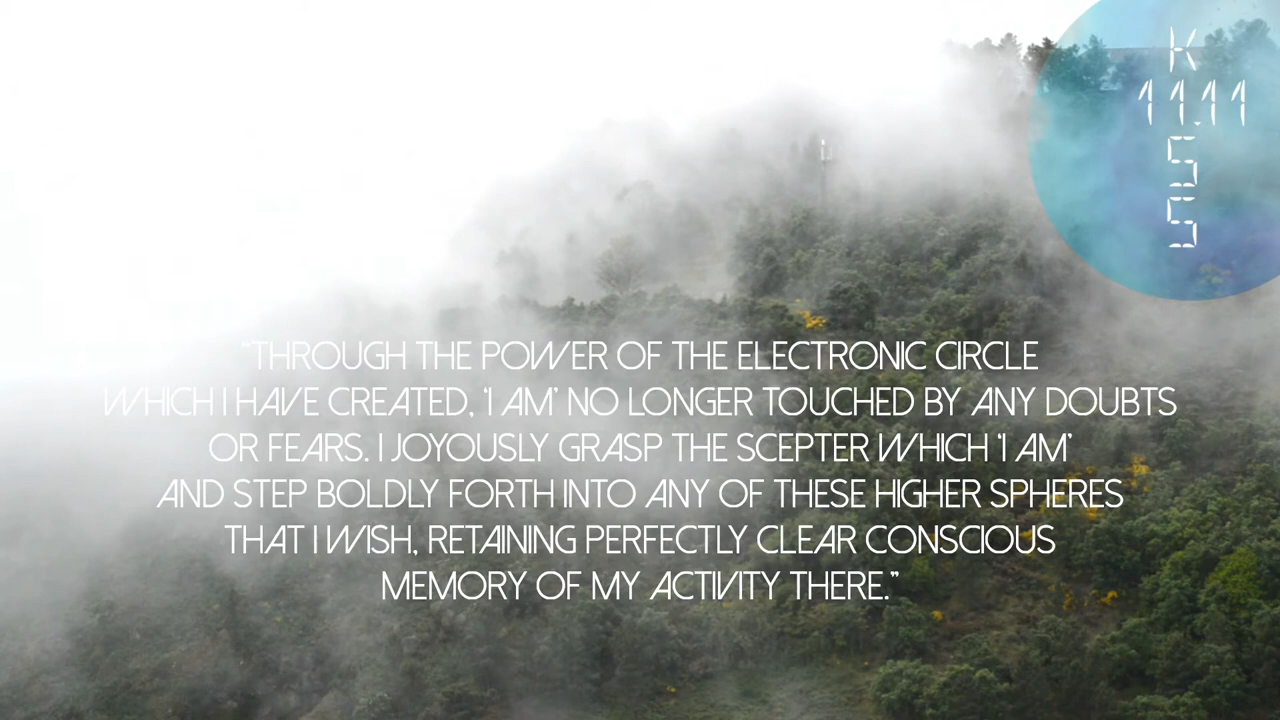 K
11.11
S
S
“THROUGH THE POWER OF THE ELECTRONIC CIRCLE
WHICH I HAVE CREATED, ‘I AM’ NO LONGER TOUCHED BY ANY DOUBTS
OR FEARS. I JOYOUSLY GRASP THE SCEPTER WHICH ‘I AM’
AND STEP BOLDLY FORTH INTO ANY OF THESE HIGHER SPHERES
THAT I WISH, RETAINING PERFECTLY CLEAR CONSCIOUS
MEMORY OF MY ACTIVITY THERE.”